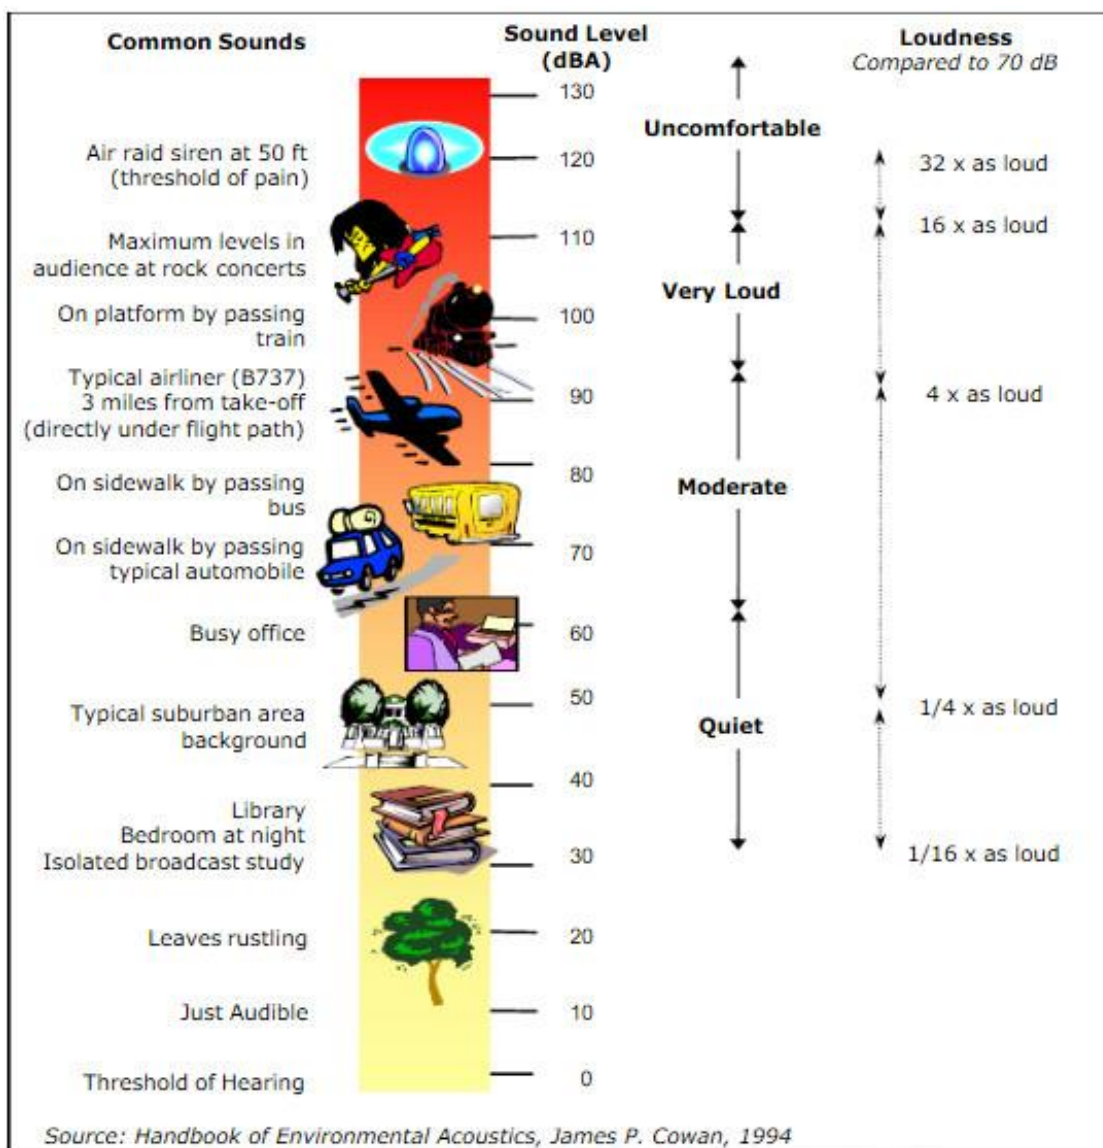 Common Sounds
Sound Level
(dBA)
Loudness
Compared to 70 dB
130
Uncomfortable
Air raid siren at 50 ft
(threshold of pain)
120
32 x as loud
16 x as loud
Maximum levels in
audience at rock concerts
110
Very Loud
On platform by passing
train
100
Typical airliner (B737)
3 miles from take-off
(directly under flight path)
90
4 x as loud
On sidewalk by passing
bus
80
Moderate
On sidewalk by passing
typical automobile
70
Busy office
60
Typical suburban area
background
50
1/4 x as loud
Quiet
40
Library
Bedroom at night
Isolated broadcast study
30
1/16 x as loud
Leaves rustling
20
Just Audible
10
Threshold of Hearing
0
Source: Handbook of Environmental Acoustics, James P. Cowan, 1994